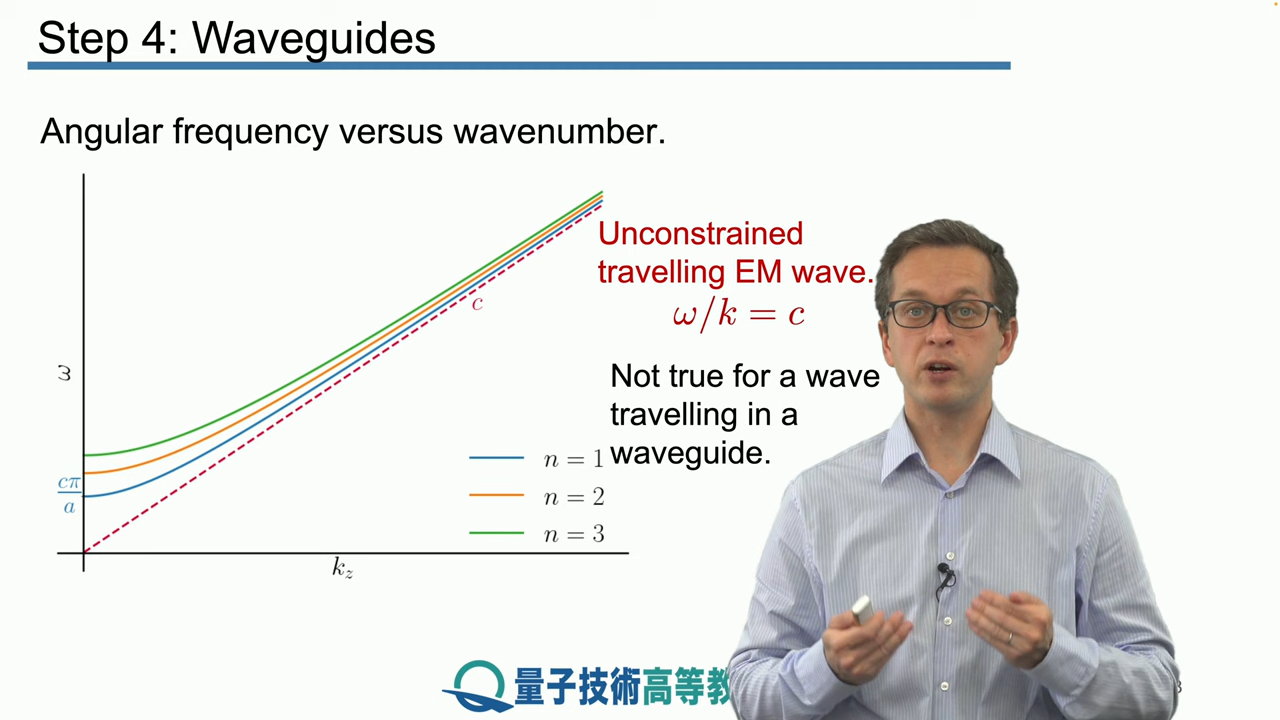 Step 4: Waveguides
Angular frequency versus wavenumber.
Unconstrained
travelling EM wave.
ω/k = c
c
Not true for a wave
travelling in a
waveguide.
ω
cπ
a
n = 1
n = 2
n = 3
k_z
量子技術高等教